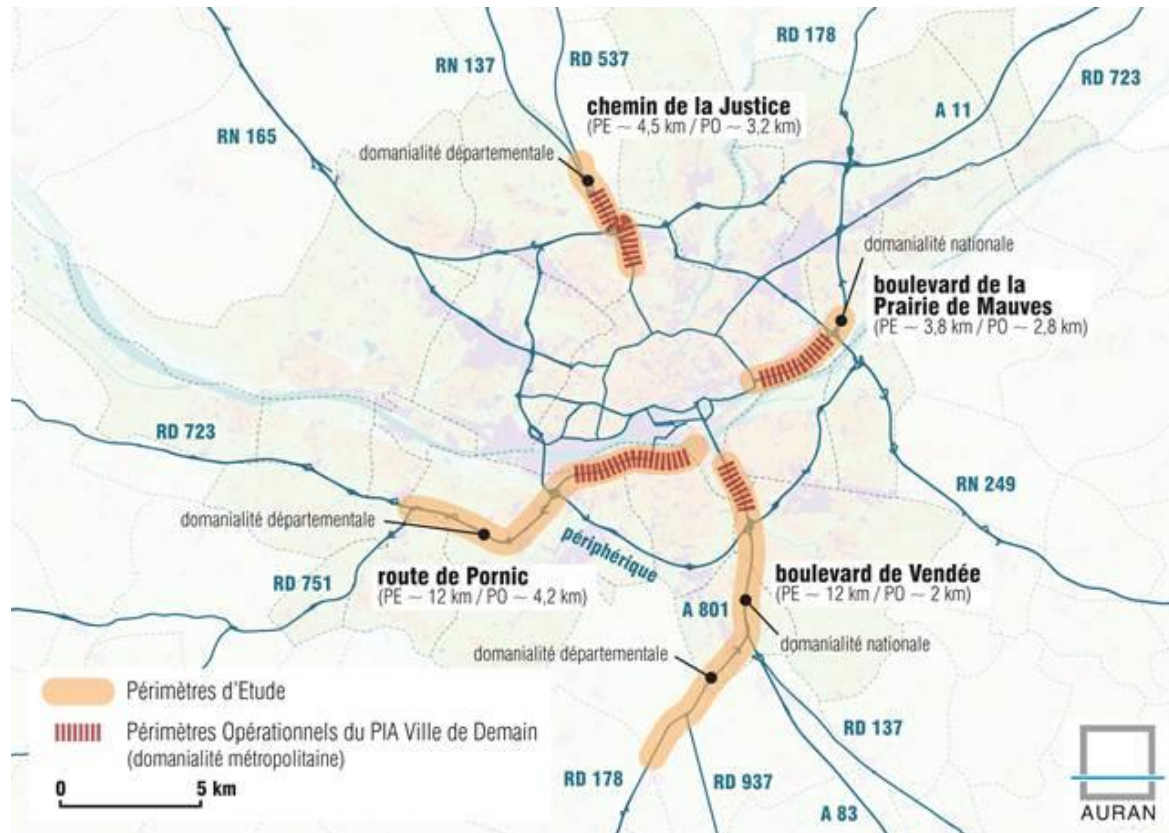 RD 178
RD 537
RN 137
RD 723
chemin de la Justice
(PE ~ 4,5 km / PO ~ 3,2 km)
A 11
RN 165
domanialité départementale
domanialité nationale
boulevard de la
Prairie de Mauves
(PE ~ 3,8 km / PO ~ 2,8 km)
RD 723
RN 249
domanialité départementale
périphérique
route de Pornic
(PE ~ 12 km / PO ~ 4,2 km)
boulevard de Vendée
(PE ~ 12 km / PO ~ 2 km)
RD 751
A 801
domanialité nationale
domanialité départementale
Périmètres d'Etude
Périmètres Opérationnels du PIA Ville de Demain
(domanialité métropolitaine)
RD 137
0 5 km
RD 178
RD 937
A 83
AURAN